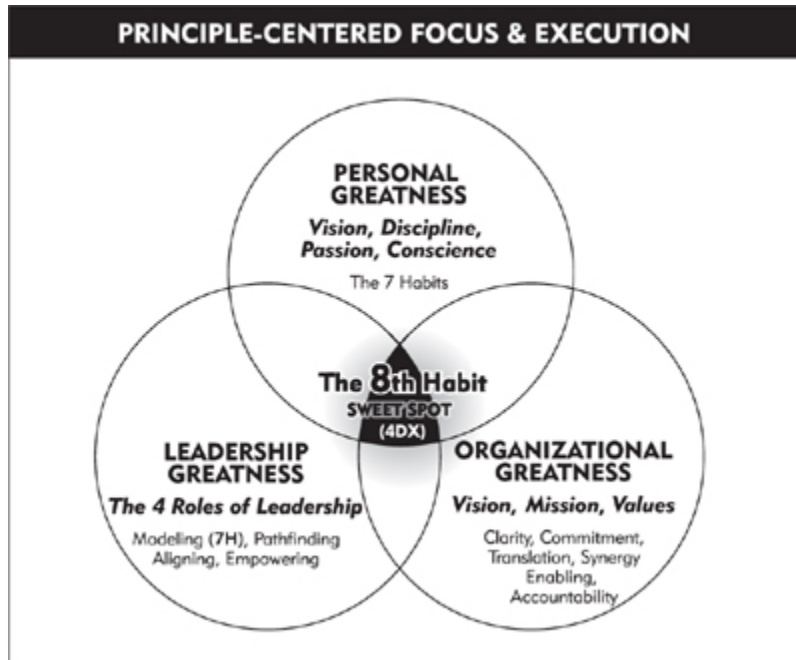 PRINCIPLE-CENTERED FOCUS & EXECUTION
PERSONAL
GREATNESS
Vision, Discipline,
Passion, Conscience
The 7 Habits
The 8th Habit
SWEET SPOT
(4DX)
LEADERSHIP
GREATNESS
The 4 Roles of Leadership
Modeling (7H), Pathfinding
Aligning, Empowering
ORGANIZATIONAL
GREATNESS
Vision, Mission, Values
Clarity, Commitment,
Translation, Synergy
Enabling,
Accountability